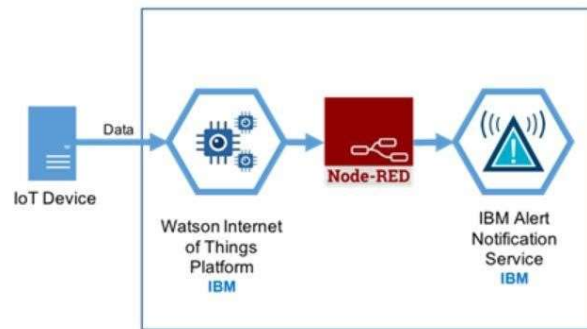 Data
IoT Device
Watson Internet
of Things
Platform
IBM
Node-RED
IBM Alert
Notification
Service
IBM